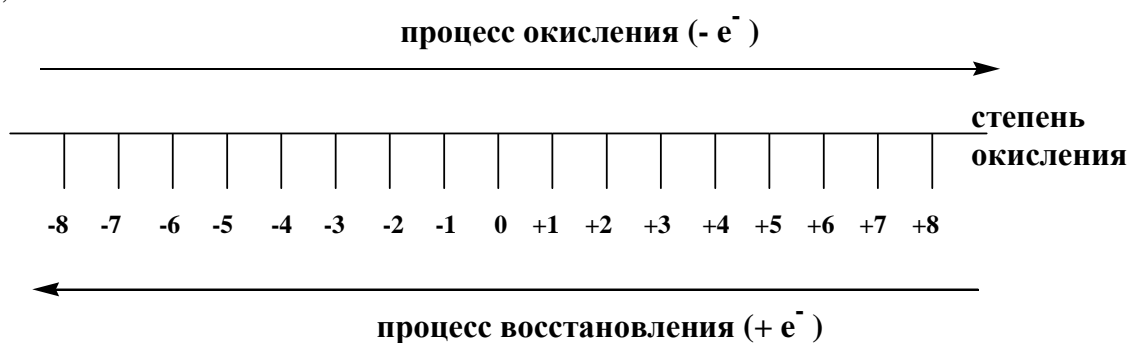 процесс окисления (- e⁻ )
степень
окисления
-8 -7 -6 -5 -4 -3 -2 -1 0 +1 +2 +3 +4 +5 +6 +7 +8
процесс восстановления (+ e⁻ )